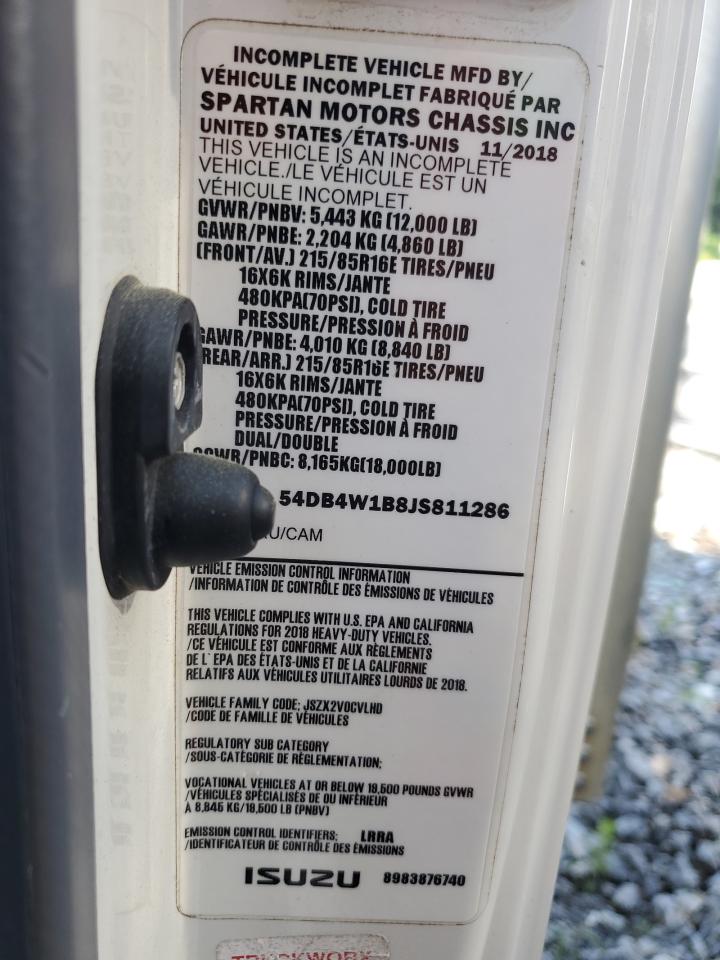 INCOMPLETE VEHICLE MFD BY/
VÉHICULE INCOMPLET FABRIQUÉ PAR
SPARTAN MOTORS CHASSIS INC
UNITED STATES/ÉTATS-UNIS 11/2018
THIS VEHICLE IS AN INCOMPLETE
VEHICLE./LE VÉHICULE EST UN
VÉHICULE INCOMPLET.
GVWR/PNBV: 5,443 KG (12,000 LB)
GAWR/PNBE: 2,204 KG (4,860 LB)
(FRONT/AV.) 215/85R16E TIRES/PNEU
16X6K RIMS/JANTE
480KPA(70PSI), COLD TIRE
PRESSURE/PRESSION À FROID
GAWR/PNBE: 4,010 KG (8,840 LB)
(REAR/ARR.) 215/85R16E TIRES/PNEU
16X6K RIMS/JANTE
480KPA(70PSI), COLD TIRE
PRESSURE/PRESSION À FROID
DUAL/DOUBLE
GCWR/PNBC: 8,165KG(18,000LB)
54DB4W1B8JS811286
/CAM
VEHICLE EMISSION CONTROL INFORMATION
/INFORMATION DE CONTRÔLE DES ÉMISSIONS DE VÉHICULES
THIS VEHICLE COMPLIES WITH U.S. EPA AND CALIFORNIA
REGULATIONS FOR 2018 HEAVY-DUTY VEHICLES.
/CE VÉHICULE EST CONFORME AUX RÈGLEMENTS
DE L'EPA DES ÉTATS-UNIS ET DE LA CALIFORNIE
RELATIFS AUX VÉHICULES UTILITAIRES LOURDS DE 2018.
VEHICLE FAMILY CODE; JSZX2VOCVLHD
/CODE DE FAMILLE DE VÉHICULES
REGULATORY SUB CATEGORY
/SOUS-CATÉGORIE DE RÉGLEMENTATION;
VOCATIONAL VEHICLES AT OR BELOW 19,500 POUNDS GVWR
/VÉHICULES SPÉCIALISÉS DE OU INFÉRIEUR
À 8,845 KG/19,500 LB (PNBV)
EMISSION CONTROL IDENTIFIERS; LRRA
/IDENTIFICATEUR DE CONTRÔLE DES ÉMISSIONS
ISUZU 8983876740
TRUCKWORX